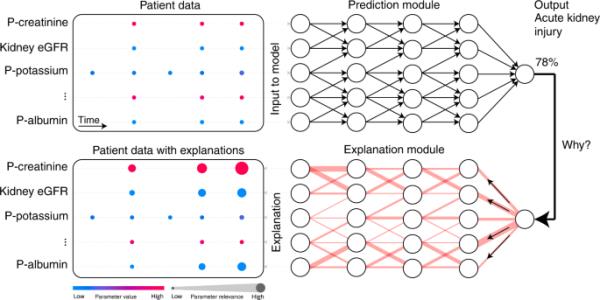 Patient data
Prediction module
Output
Acute kidney
injury
P-creatinine
Kidney eGFR
P-potassium
⋮
P-albumin
Time
Input to model
78%
Why?
Patient data with explanations
Explanation module
P-creatinine
Kidney eGFR
P-potassium
⋮
P-albumin
Explanation
Low Parameter value High
Low Parameter relevance High